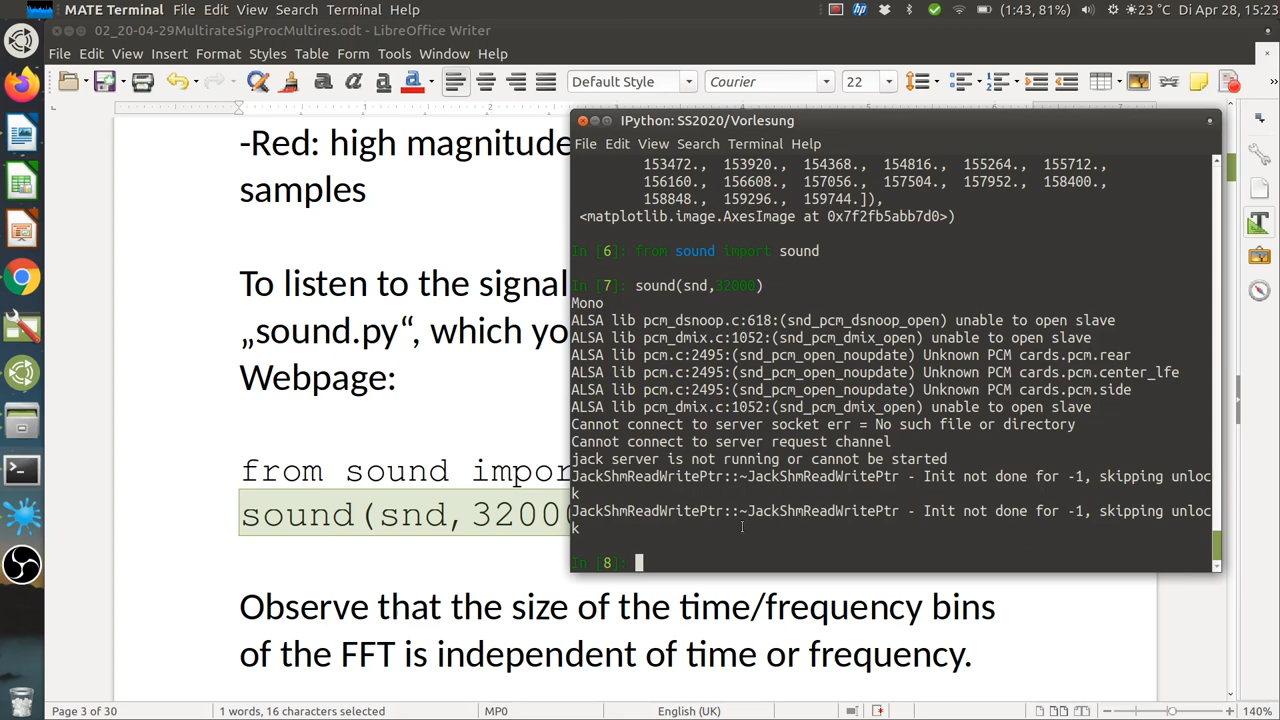 MATE Terminal File Edit View Search Terminal Help
(1:43, 81%) 23 °C Di Apr 28, 15:23
02_20-04-29MultirateSigProcMultires.odt - LibreOffice Writer
File Edit View Insert Format Styles Table Form Tools Window Help
Default Style Courier 22
-Red: high magnitude
samples
To listen to the signal
„sound.py“, which yo
Webpage:
from sound impor
sound(snd,32000
Observe that the size of the time/frequency bins
of the FFT is independent of time or frequency.
IPython: SS2020/Vorlesung
File Edit View Search Terminal Help
153472., 153920., 154368., 154816., 155264., 155712.,
156160., 156608., 157056., 157504., 157952., 158400.,
158848., 159296., 159744.]),
<matplotlib.image.AxesImage at 0x7f2fb5abb7d0>)
In [6]: from sound import sound
In [7]: sound(snd,32000)
Mono
ALSA lib pcm_dsnoop.c:618:(snd_pcm_dsnoop_open) unable to open slave
ALSA lib pcm_dmix.c:1052:(snd_pcm_dmix_open) unable to open slave
ALSA lib pcm.c:2495:(snd_pcm_open_noupdate) Unknown PCM cards.pcm.rear
ALSA lib pcm.c:2495:(snd_pcm_open_noupdate) Unknown PCM cards.pcm.center_lfe
ALSA lib pcm.c:2495:(snd_pcm_open_noupdate) Unknown PCM cards.pcm.side
ALSA lib pcm_dmix.c:1052:(snd_pcm_dmix_open) unable to open slave
Cannot connect to server socket err = No such file or directory
Cannot connect to server request channel
jack server is not running or cannot be started
JackShmReadWritePtr::~JackShmReadWritePtr - Init not done for -1, skipping unloc
k
JackShmReadWritePtr::~JackShmReadWritePtr - Init not done for -1, skipping unloc
k
In [8]:
Page 3 of 30 1 words, 16 characters selected MP0 English (UK) 140%